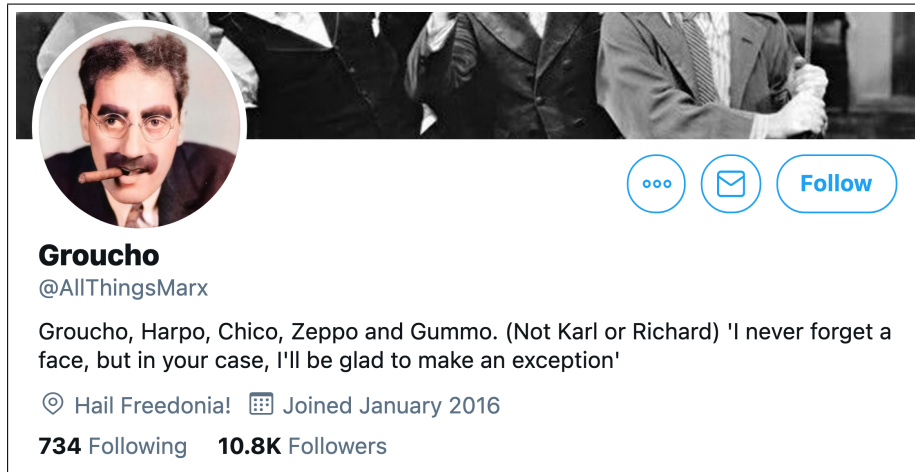 Follow
Groucho
@AllThingsMarx
Groucho, Harpo, Chico, Zeppo and Gummo. (Not Karl or Richard) 'I never forget a
face, but in your case, I'll be glad to make an exception'
Hail Freedonia! Joined January 2016
734 Following 10.8K Followers